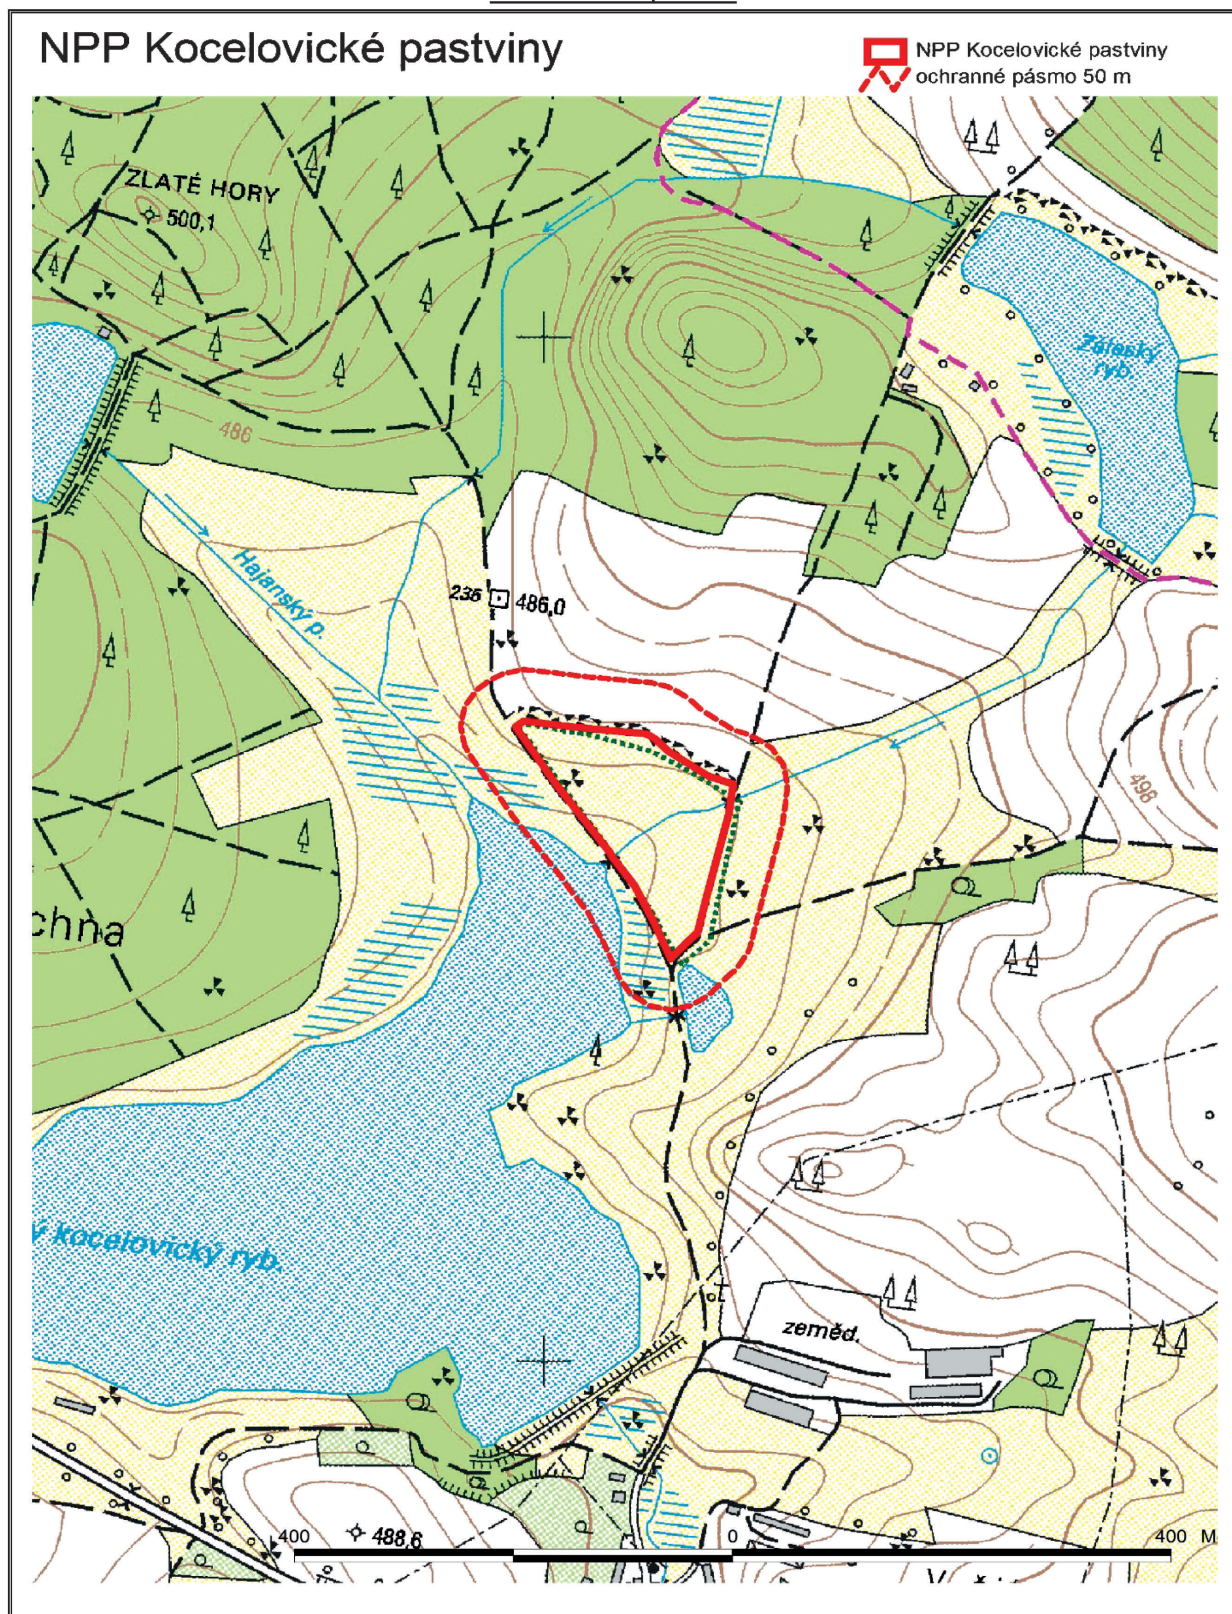 NPP Kocelovické pastviny
NPP Kocelovické pastviny
ochranné pásmo 50 m
ZLATÉ HORY
500,1
Záleský
ryb.
486
Hajanský p.
235
486,0
498
chna
ý kocelovický ryb.
zeměd.
488,6
400 0 400 M